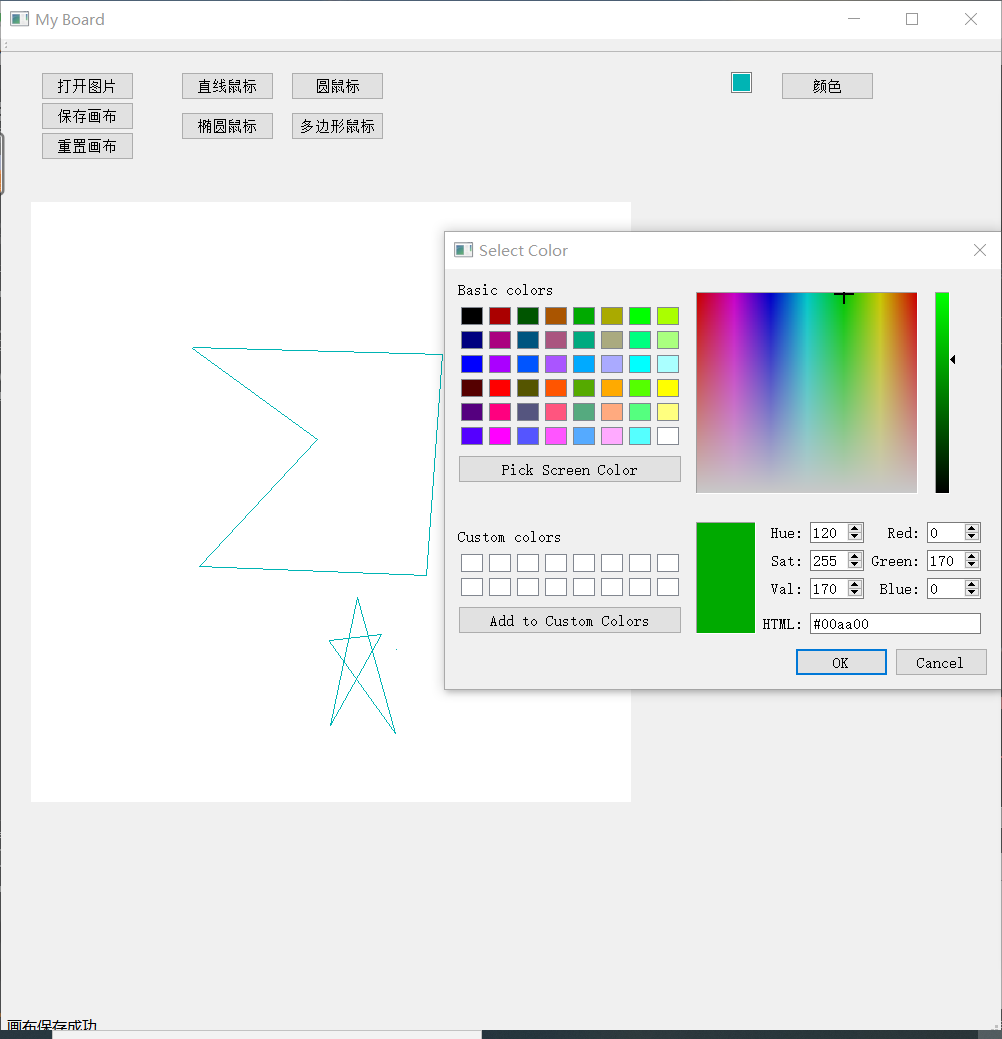 My Board
打开图片 直线鼠标 圆鼠标 颜色
保存画布 椭圆鼠标 多边形鼠标
重置画布
Select Color
Basic colors
Pick Screen Color
Custom colors
Add to Custom Colors
Hue: 120 Red: 0
Sat: 255 Green: 170
Val: 170 Blue: 0
HTML: #00aa00
OK Cancel
画布保存成功